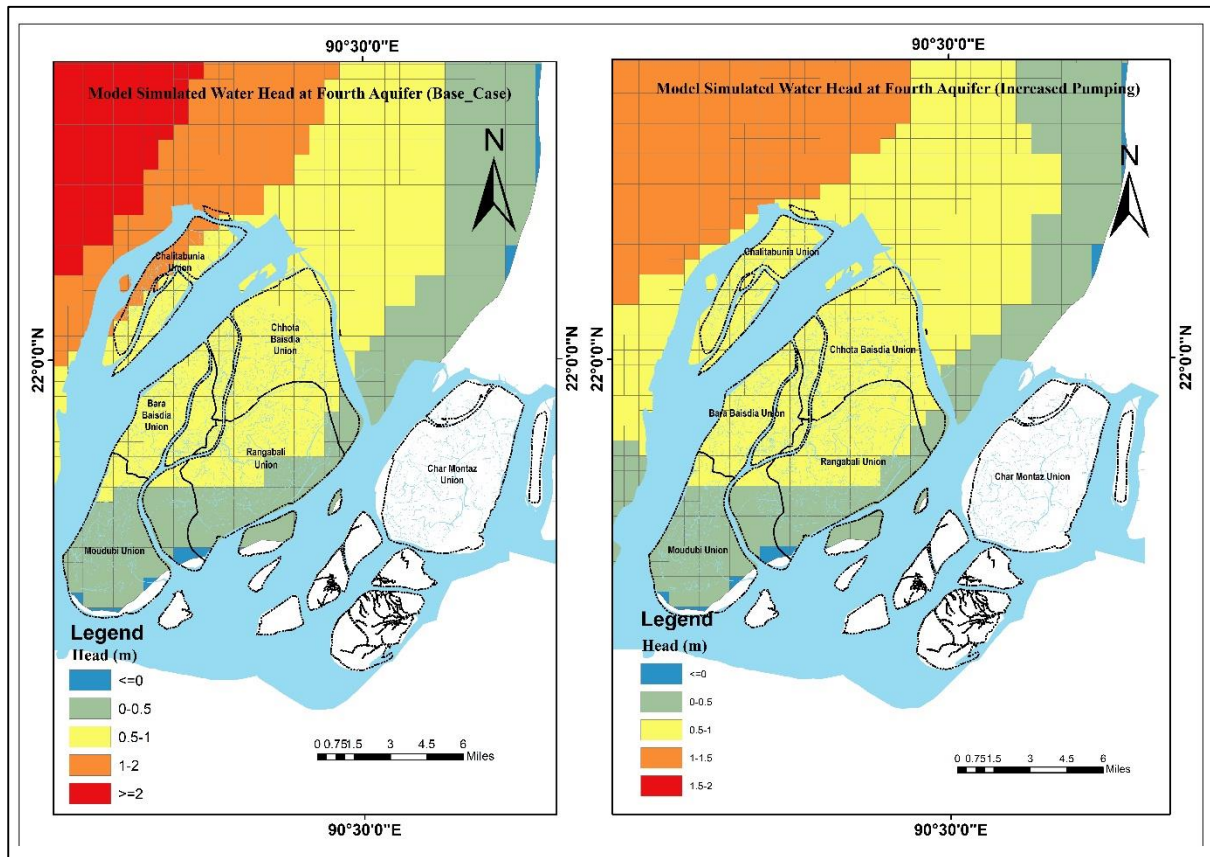 90°30'0"E
Model Simulated Water Head at Fourth Aquifer (Base_Case)
N
Chalitabunia
Union
Chhota
Baisdia
Union
22°0'0"N
Bara
Baisdia
Union
Rangabali
Union
Char Montaz
Union
Moudubi Union
Legend
Head (m)
<=0
0-0.5
0.5-1
1-2
>=2
0 0.75 1.5 3 4.5 6
Miles
90°30'0"E
90°30'0"E
Model Simulated Water Head at Fourth Aquifer (Increased Pumping)
N
Chalitabunia Union
Chhota Baisdia Union
22°0'0"N
22°0'0"N
Bara Baisdia Union
Rangabali Union
Char Montaz Union
Moudubi Union
Legend
Head (m)
<=0
0-0.5
0.5-1
1-1.5
1.5-2
0 0.75 1.5 3 4.5 6
Miles
90°30'0"E
22°0'0"N